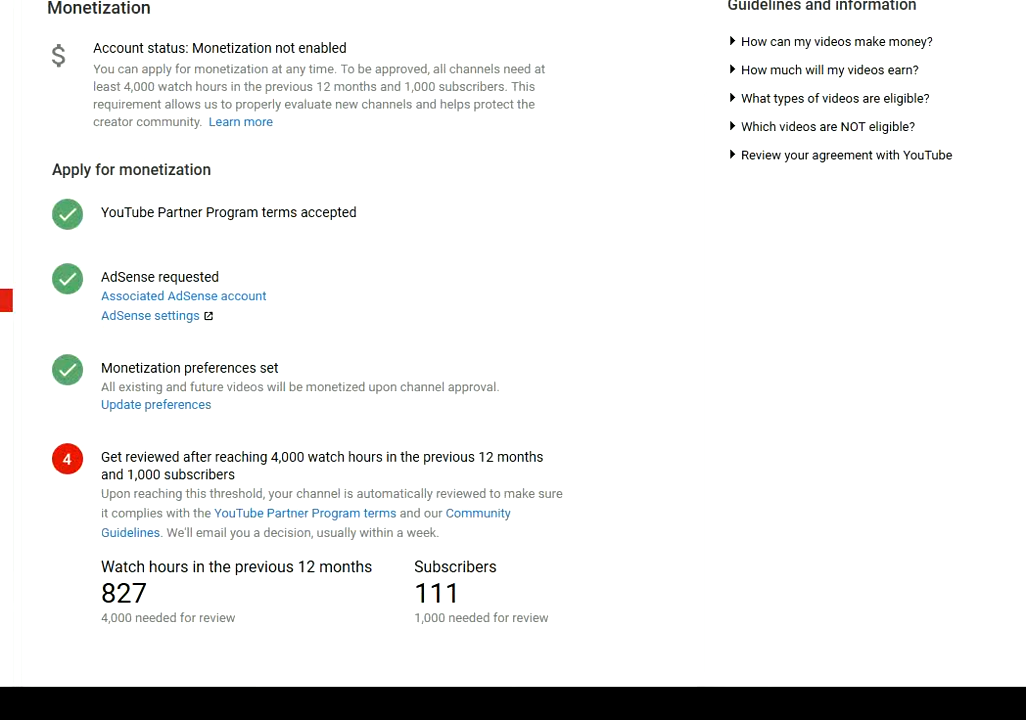 Monetization
Account status: Monetization not enabled
You can apply for monetization at any time. To be approved, all channels need at
least 4,000 watch hours in the previous 12 months and 1,000 subscribers. This
requirement allows us to properly evaluate new channels and helps protect the
creator community. Learn more
Apply for monetization
YouTube Partner Program terms accepted
AdSense requested
Associated AdSense account
AdSense settings
Monetization preferences set
All existing and future videos will be monetized upon channel approval.
Update preferences
4
Get reviewed after reaching 4,000 watch hours in the previous 12 months
and 1,000 subscribers
Upon reaching this threshold, your channel is automatically reviewed to make sure
it complies with the YouTube Partner Program terms and our Community
Guidelines. We'll email you a decision, usually within a week.
Watch hours in the previous 12 months
827
4,000 needed for review
Subscribers
111
1,000 needed for review
Guidelines and information
How can my videos make money?
How much will my videos earn?
What types of videos are eligible?
Which videos are NOT eligible?
Review your agreement with YouTube